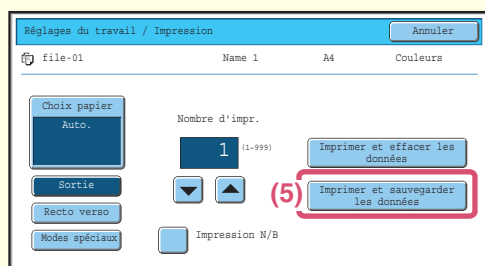 Réglages du travail / Impression
Annuler
file-01 Name 1 A4 Couleurs
Choix papier
Auto.
Nombre d'impr.
1 (1~999)
Imprimer et effacer les
données
Sortie
(5) Imprimer et sauvegarder
les données
Recto verso
Modes spéciaux
Impression N/B